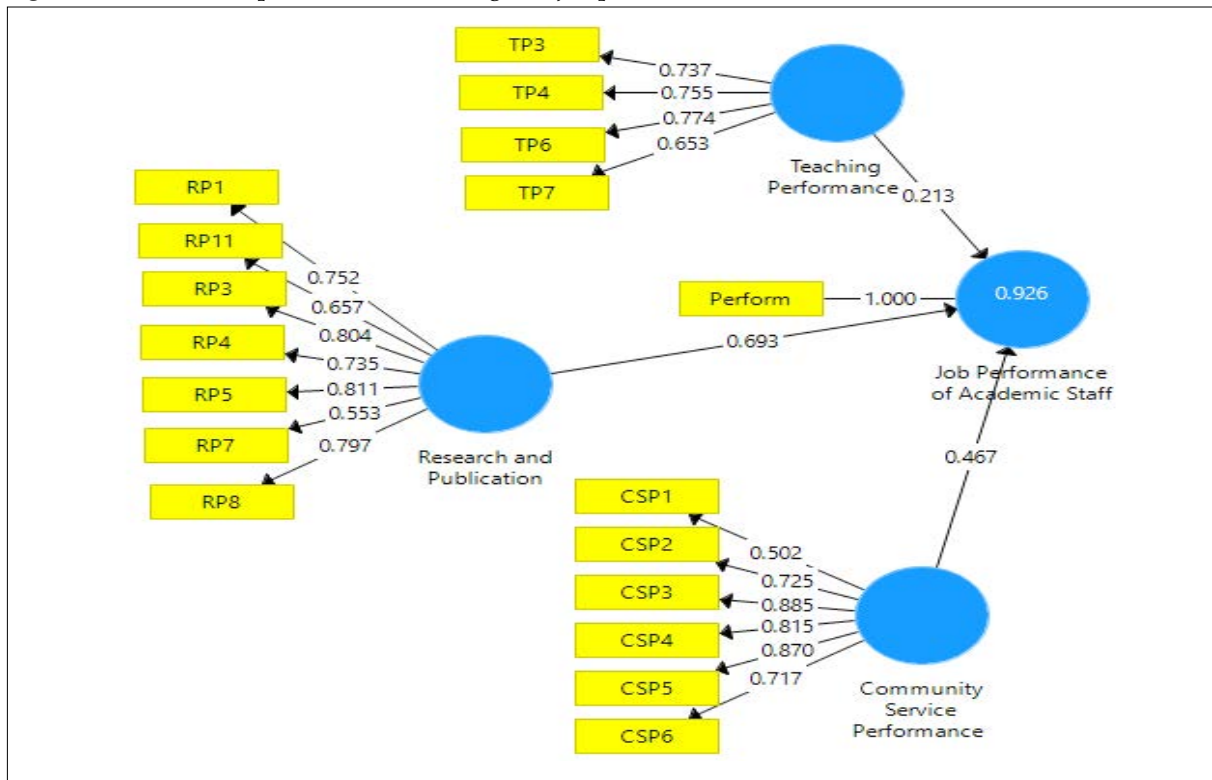 TP3
0.737
TP4
0.755
TP6
0.774
TP7
0.653
Teaching
Performance
0.213
RP1
0.752
RP11
0.657
RP3
0.804
RP4
0.735
RP5
0.811
RP7
0.553
RP8
0.797
Research and
Publication
Perform
1.000
0.926
0.693
Job Performance
of Academic Staff
0.467
CSP1
0.502
CSP2
0.725
CSP3
0.885
CSP4
0.815
CSP5
0.870
CSP6
0.717
Community
Service
Performance